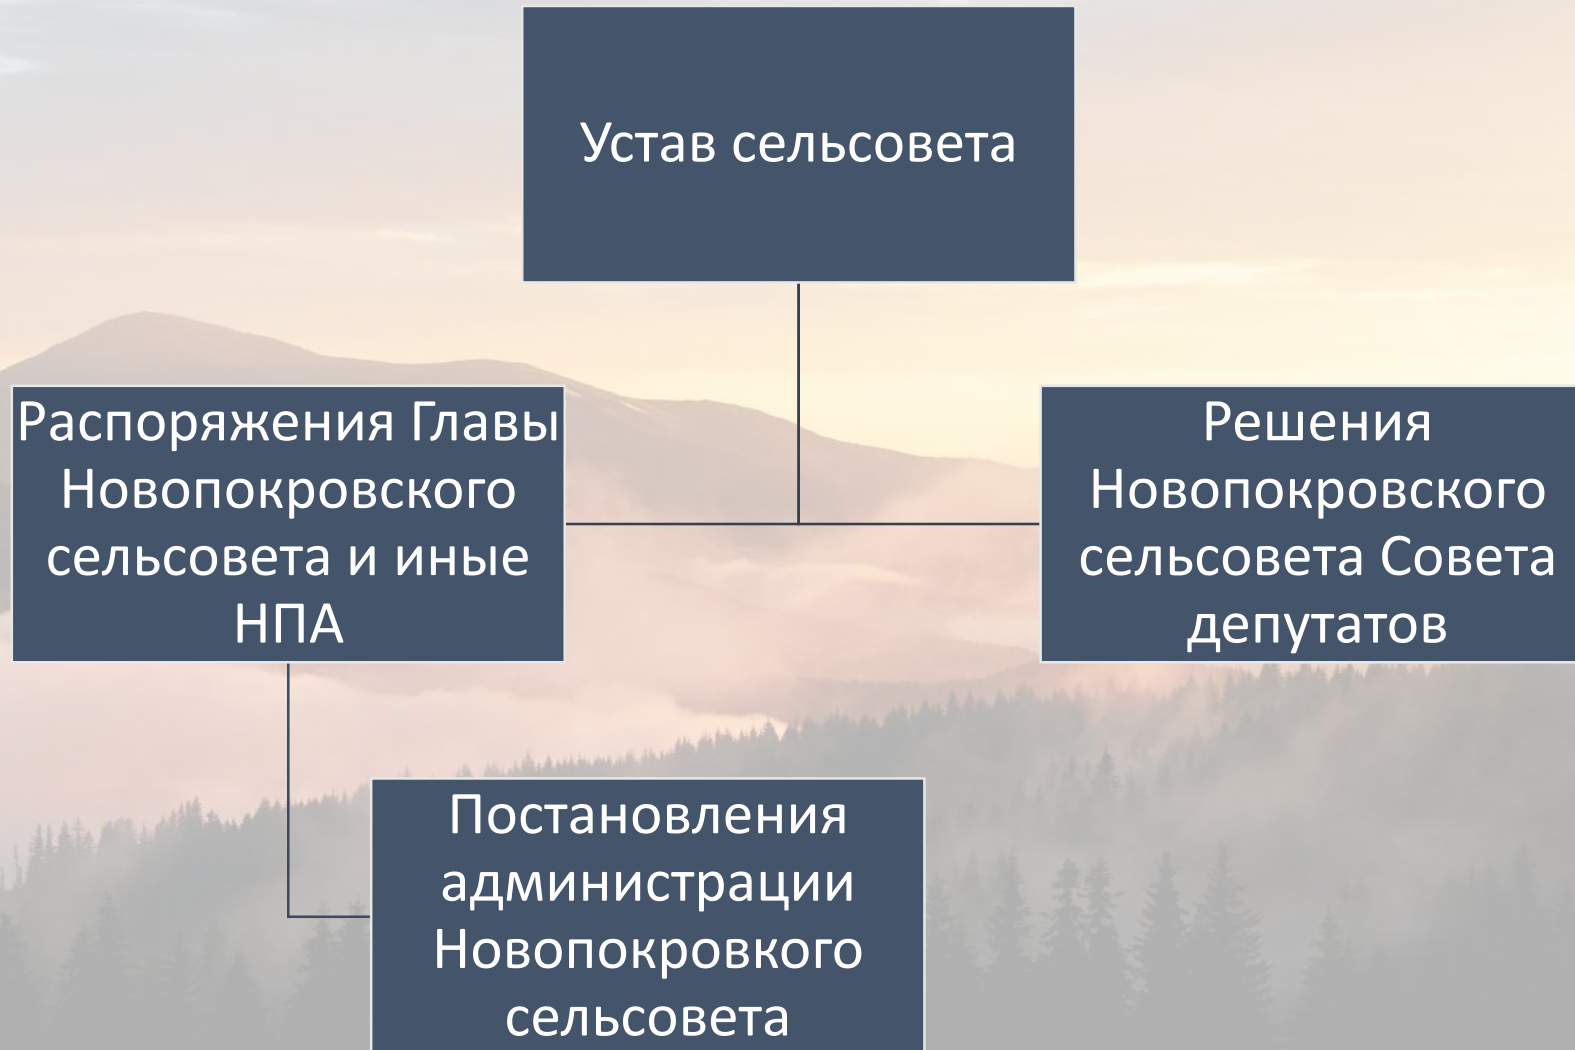 Устав сельсовета
Распоряжения Главы
Новопокровского
сельсовета и иные
НПА
Решения
Новопокровского
сельсовета Совета
депутатов
Постановления
администрации
Новопокровкого
сельсовета